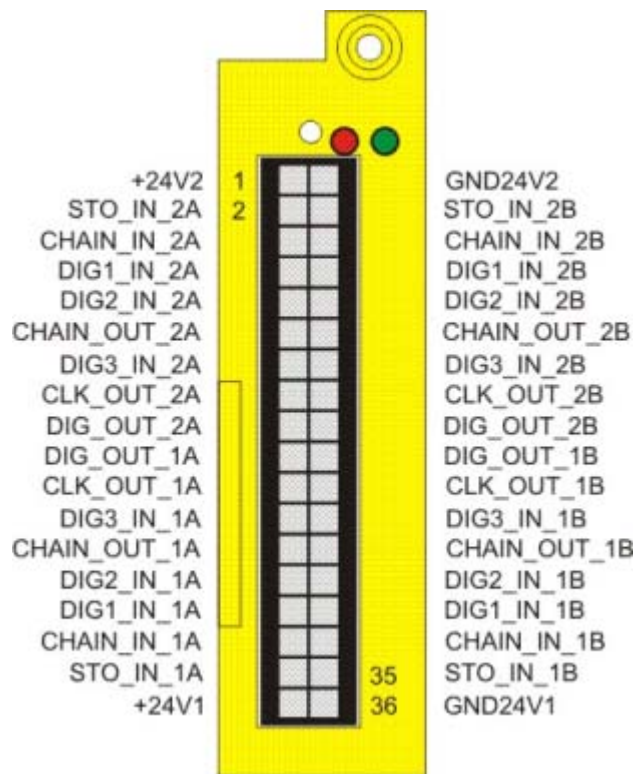 +24V2 1 GND24V2
STO_IN_2A 2 STO_IN_2B
CHAIN_IN_2A CHAIN_IN_2B
DIG1_IN_2A DIG1_IN_2B
DIG2_IN_2A DIG2_IN_2B
CHAIN_OUT_2A CHAIN_OUT_2B
DIG3_IN_2A DIG3_IN_2B
CLK_OUT_2A CLK_OUT_2B
DIG_OUT_2A DIG_OUT_2B
DIG_OUT_1A DIG_OUT_1B
CLK_OUT_1A CLK_OUT_1B
DIG3_IN_1A DIG3_IN_1B
CHAIN_OUT_1A CHAIN_OUT_1B
DIG2_IN_1A DIG2_IN_1B
DIG1_IN_1A DIG1_IN_1B
CHAIN_IN_1A CHAIN_IN_1B
STO_IN_1A 35 STO_IN_1B
+24V1 36 GND24V1